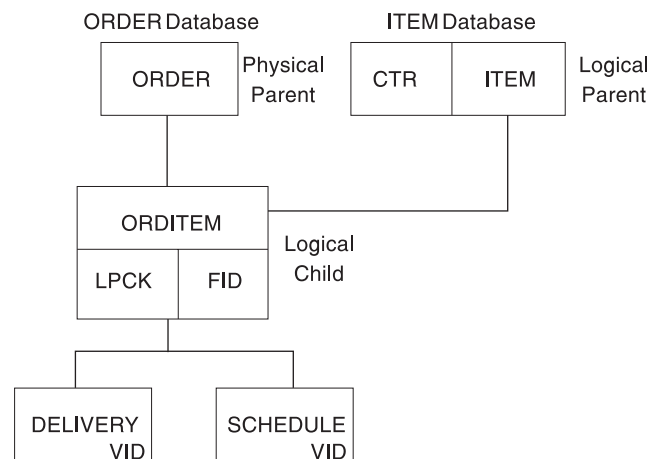 ORDER Database
ITEM Database
ORDER
Physical
Parent
CTR
ITEM
Logical
Parent
ORDITEM
LPCK
FID
Logical
Child
DELIVERY
VID
SCHEDULE
VID